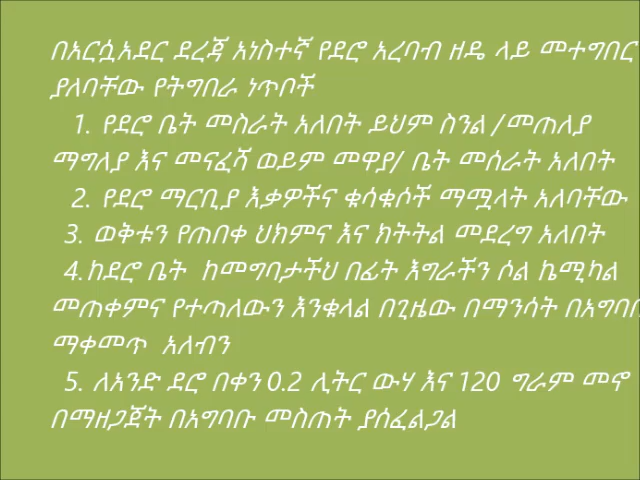 በአርሷአደር ደረጃ አነስተኛ የደሮ አረባብ ዘዴ ላይ መተግበር
ያለባቸው የትግበራ ነጥቦች
1. የደሮ ቤት መስራት አለበት ይህም ስንል /መጠለያ
ማግለያ እና መናፈሻ ወይም መዋያ/ ቤት መሰራት አለበት
2. የደሮ ማርቢያ እቃዎችና ቁሳቁሶች ማሟላት አለባቸው
3. ወቅቱን የጠበቀ ህክምና እና ክትትል መደረግ አለበት
4.ከደሮ ቤት ከመግባታችህ በፊት እግራችን ሶል ኬሚካል
መጠቀምና የተጣለውን እንቁላል በጊዜው በማንሳት በአግባቡ
ማቀመጥ አለብን
5. ለአንድ ደሮ በቀን 0.2 ሊትር ውሃ እና 120 ግራም መኖ
በማዘጋጀት በአግባቡ መስጠት ያሰፈልጋል